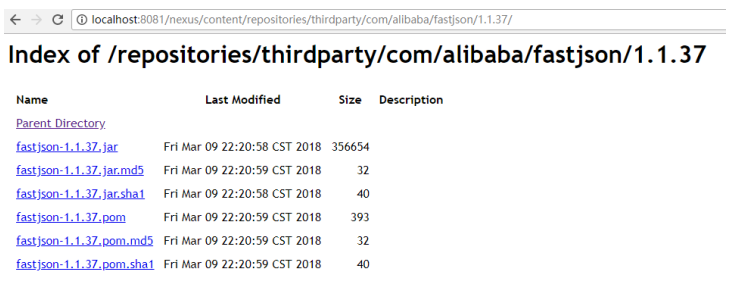 localhost:8081/nexus/content/repositories/thirdparty/com/alibaba/fastjson/1.1.37/
Index of /repositories/thirdparty/com/alibaba/fastjson/1.1.37
Name Last Modified Size Description
Parent Directory
fastjson-1.1.37.jar Fri Mar 09 22:20:58 CST 2018 356654
fastjson-1.1.37.jar.md5 Fri Mar 09 22:20:59 CST 2018 32
fastjson-1.1.37.jar.sha1 Fri Mar 09 22:20:58 CST 2018 40
fastjson-1.1.37.pom Fri Mar 09 22:20:59 CST 2018 393
fastjson-1.1.37.pom.md5 Fri Mar 09 22:20:59 CST 2018 32
fastjson-1.1.37.pom.sha1 Fri Mar 09 22:20:59 CST 2018 40